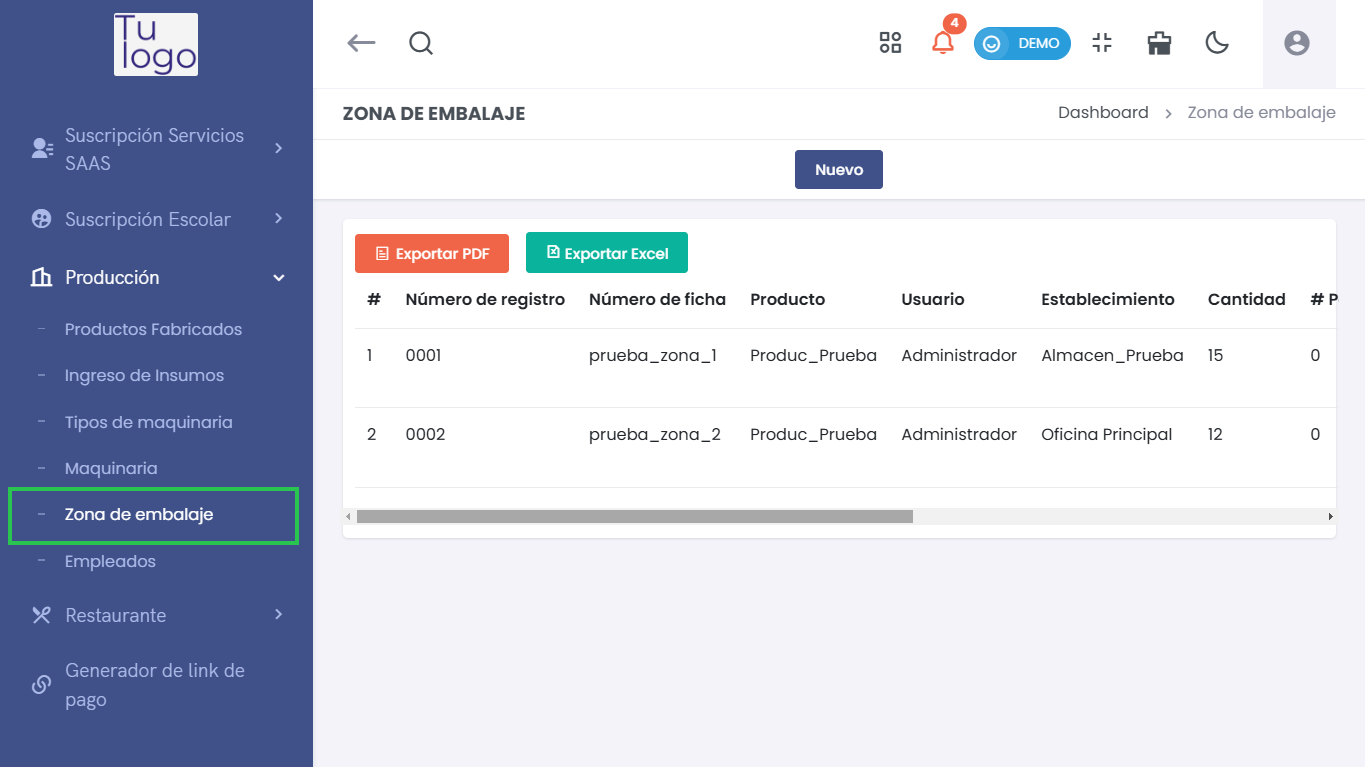 Tu
logo
Suscripción Servicios
SAAS
Suscripción Escolar
Producción
- Productos Fabricados
- Ingreso de Insumos
- Tipos de maquinaria
- Maquinaria
- Zona de embalaje
- Empleados
Restaurante
Generador de link de
pago
4
DEMO
ZONA DE EMBALAJE
Dashboard > Zona de embalaje
Nuevo
Exportar PDF Exportar Excel
# Número de registro Número de ficha Producto Usuario Establecimiento Cantidad # P
1 0001 prueba_zona_1 Produc_Prueba Administrador Almacen_Prueba 15 0
2 0002 prueba_zona_2 Produc_Prueba Administrador Oficina Principal 12 0